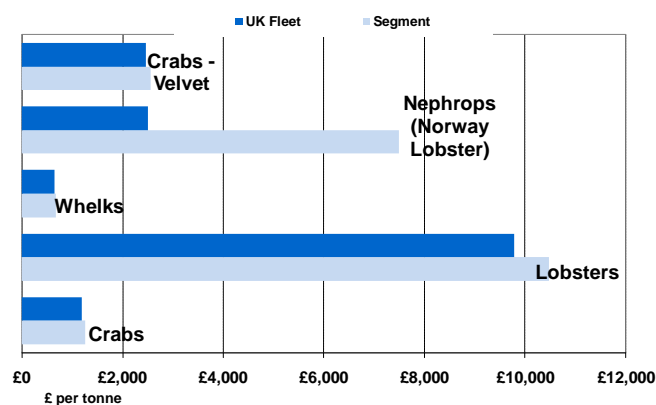 UK Fleet Segment
Crabs -
Velvet
Nephrops
(Norway
Lobster)
Whelks
Lobsters
Crabs
£0 £2,000 £4,000 £6,000 £8,000 £10,000 £12,000
£ per tonne